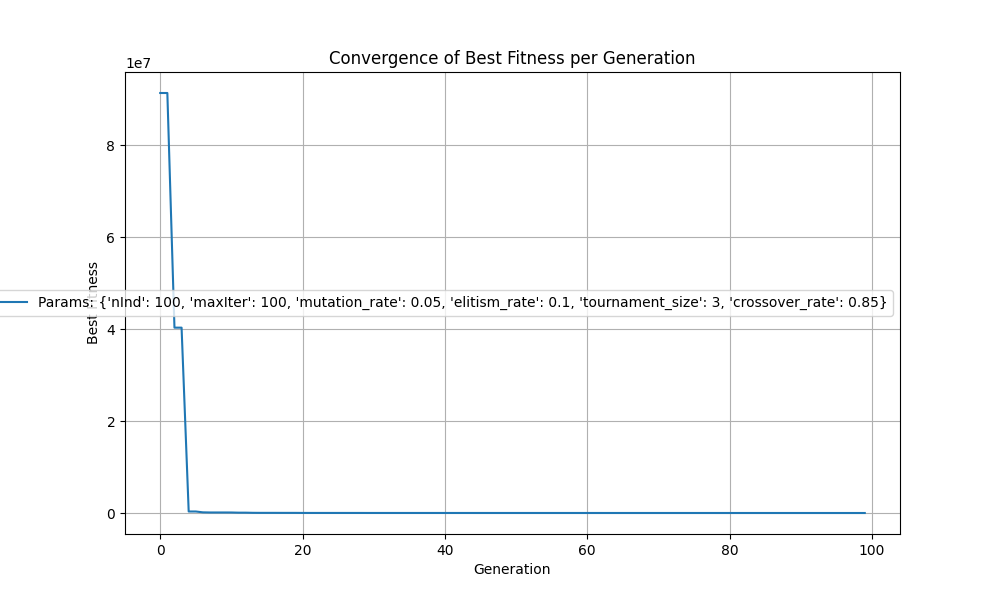 Convergence of Best Fitness per Generation
1e7
8
6
Params: {'nInd': 100, 'maxIter': 100, 'mutation_rate': 0.05, 'elitism_rate': 0.1, 'tournament_size': 3, 'crossover_rate': 0.85}
Best Fitness
4
2
0
0 20 40 60 80 100
Generation